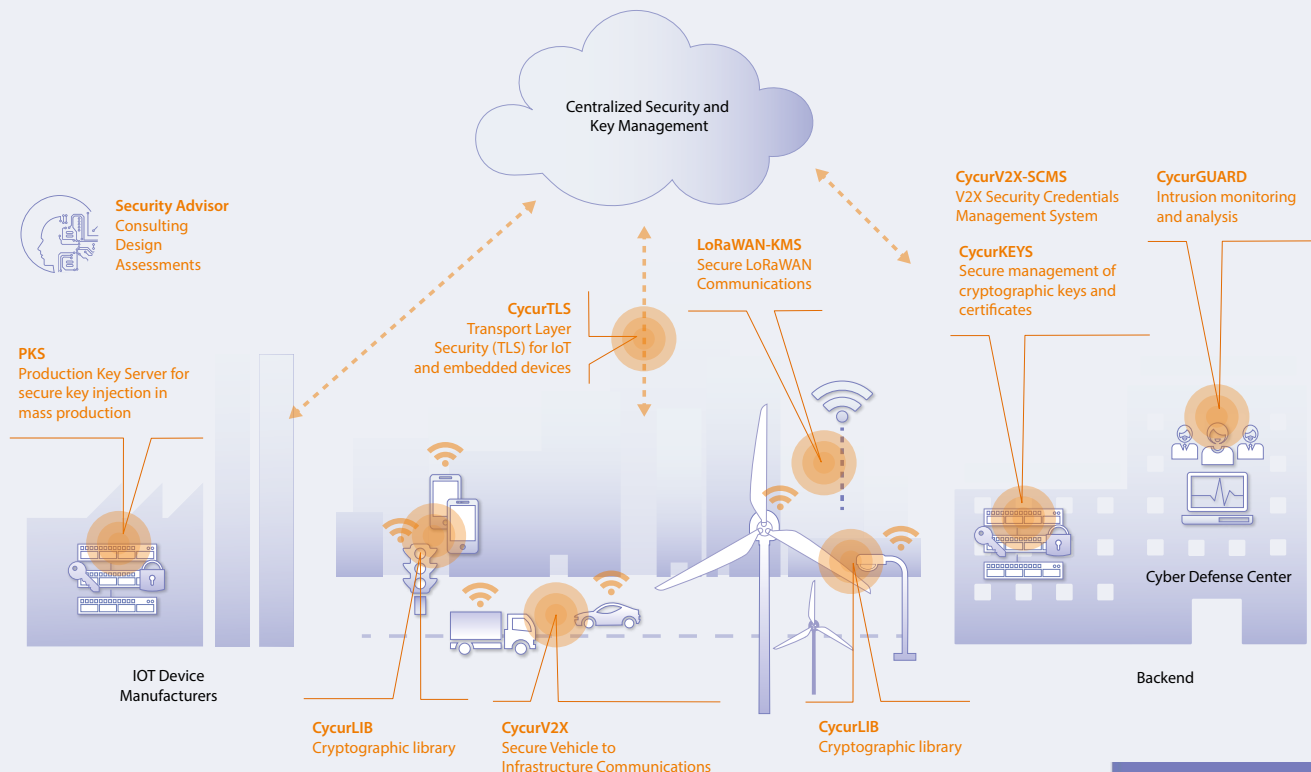 Centralized Security and
Key Management
Security Advisor
Consulting
Design
Assessments
CycurV2X-SCMS
V2X Security Credentials
Management System
CycurGUARD
Intrusion monitoring
and analysis
LoRaWAN-KMS
Secure LoRaWAN
Communications
CycurKEYS
Secure management of
cryptographic keys and
certificates
CycurTLS
Transport Layer
Security (TLS) for IoT
and embedded devices
PKS
Production Key Server for
secure key injection in
mass production
Cyber Defense Center
IOT Device
Manufacturers
Backend
CycurLIB
Cryptographic library
CycurV2X
Secure Vehicle to
Infrastructure Communications
CycurLIB
Cryptographic library